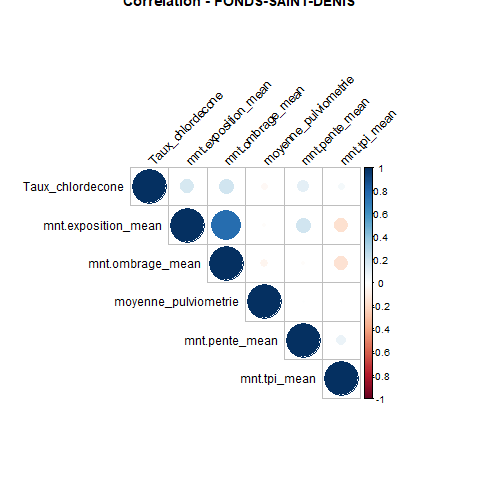 Correlation - FONDS-SAINT-DENIS
Taux_chlordecone
mnt.exposition_mean
mnt.ombrage_mean
moyenne_pulviometrie
mnt.pente_mean
mnt.tpi_mean
Taux_chlordecone
mnt.exposition_mean
mnt.ombrage_mean
moyenne_pulviometrie
mnt.pente_mean
mnt.tpi_mean
1
0.8
0.6
0.4
0.2
0
-0.2
-0.4
-0.6
-0.8
-1